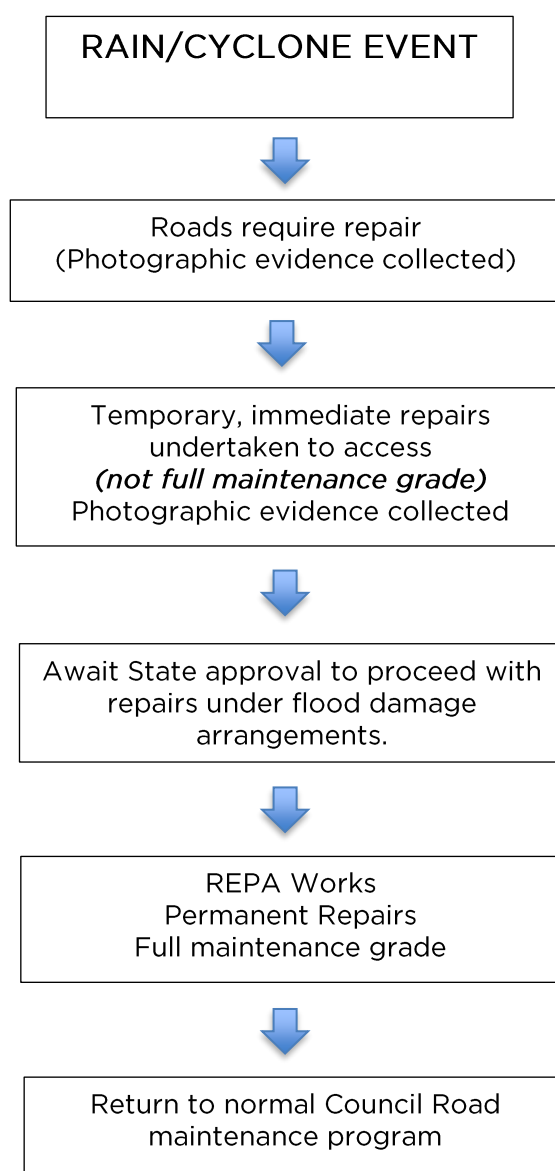 RAIN/CYCLONE EVENT
Roads require repair
(Photographic evidence collected)
Temporary, immediate repairs
undertaken to access
(not full maintenance grade)
Photographic evidence collected
Await State approval to proceed with
repairs under flood damage
arrangements.
REPA Works
Permanent Repairs
Full maintenance grade
Return to normal Council Road
maintenance program